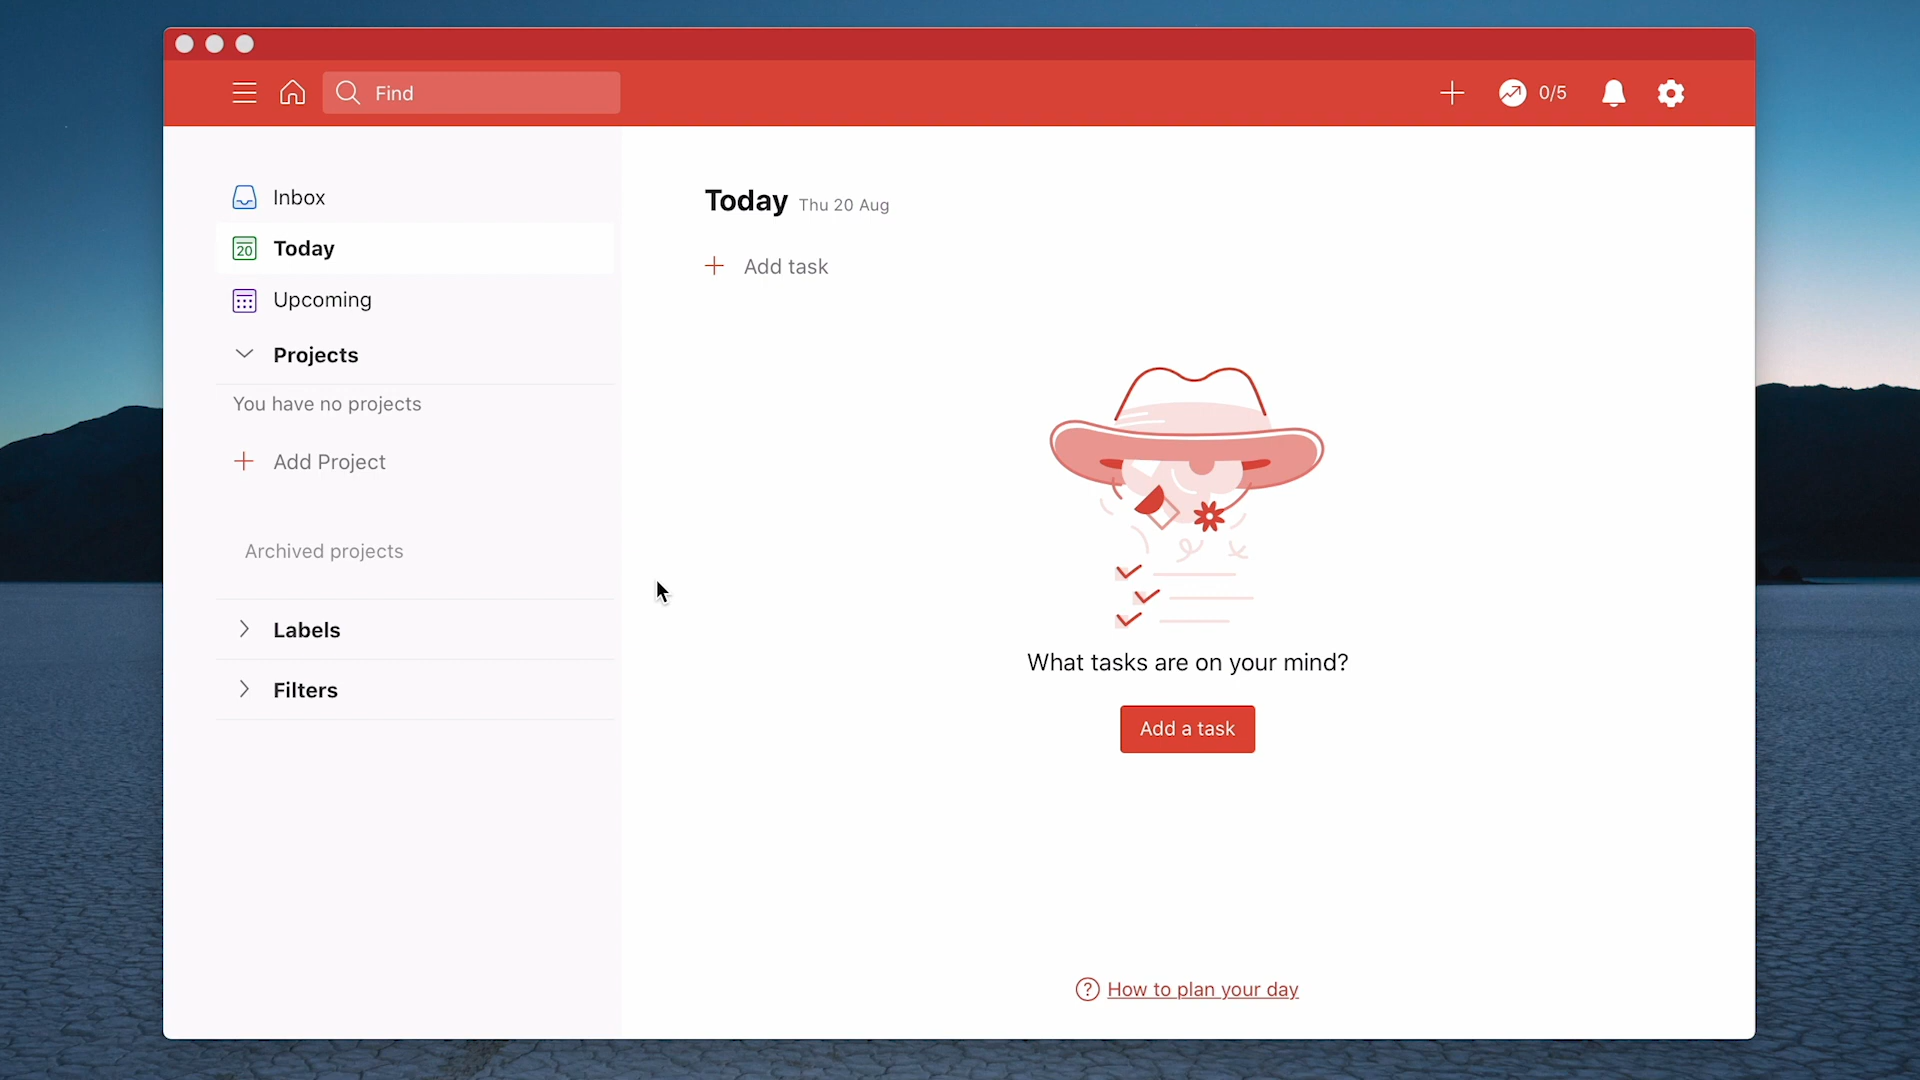 Find
0/5
Inbox
20
Today
Upcoming
Projects
You have no projects
Add Project
Archived projects
Labels
Filters
Today Thu 20 Aug
Add task
What tasks are on your mind?
Add a task
? How to plan your day